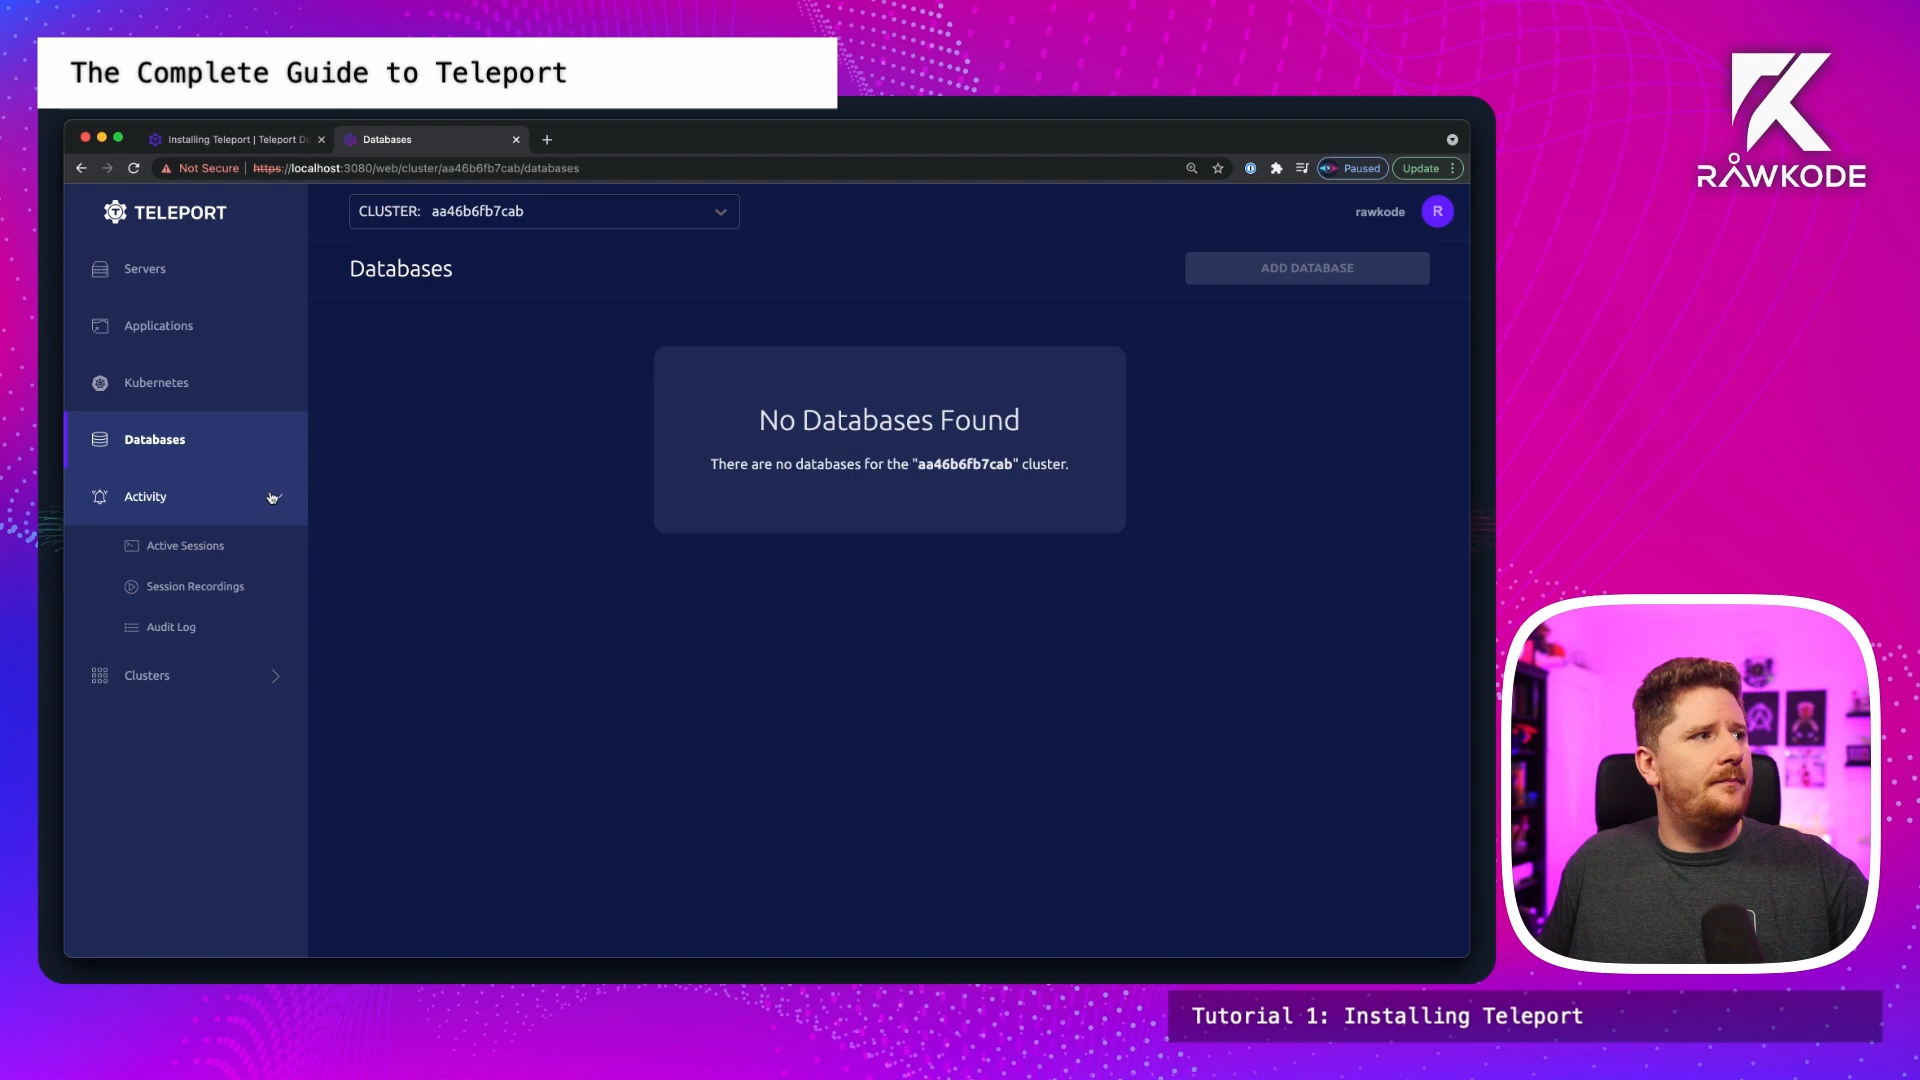 The Complete Guide to Teleport
RAWKODE
Installing Teleport | Teleport Do
Databases
Not Secure
https://localhost:3080/web/cluster/aa46b6fb7cab/databases
Paused
Update
TELEPORT
CLUSTER: aa46b6fb7cab
rawkode
R
Servers
Databases
ADD DATABASE
Applications
Kubernetes
Databases
No Databases Found
There are no databases for the "aa46b6fb7cab" cluster.
Activity
Active Sessions
Session Recordings
Audit Log
Clusters
Tutorial 1: Installing Teleport